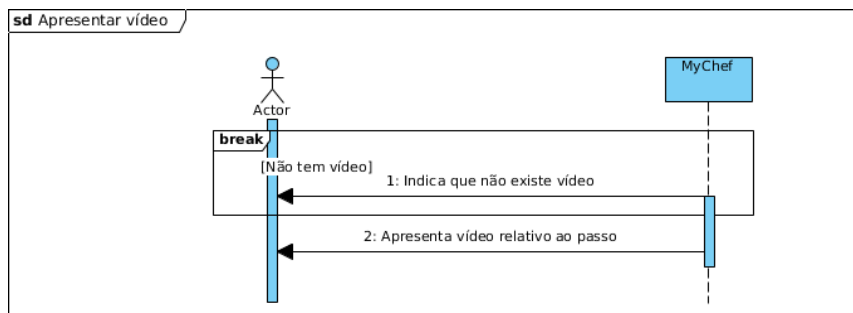 sd Apresentar vídeo
MyChef
Actor
break
[Não tem vídeo]
1: Indica que não existe vídeo
2: Apresenta vídeo relativo ao passo